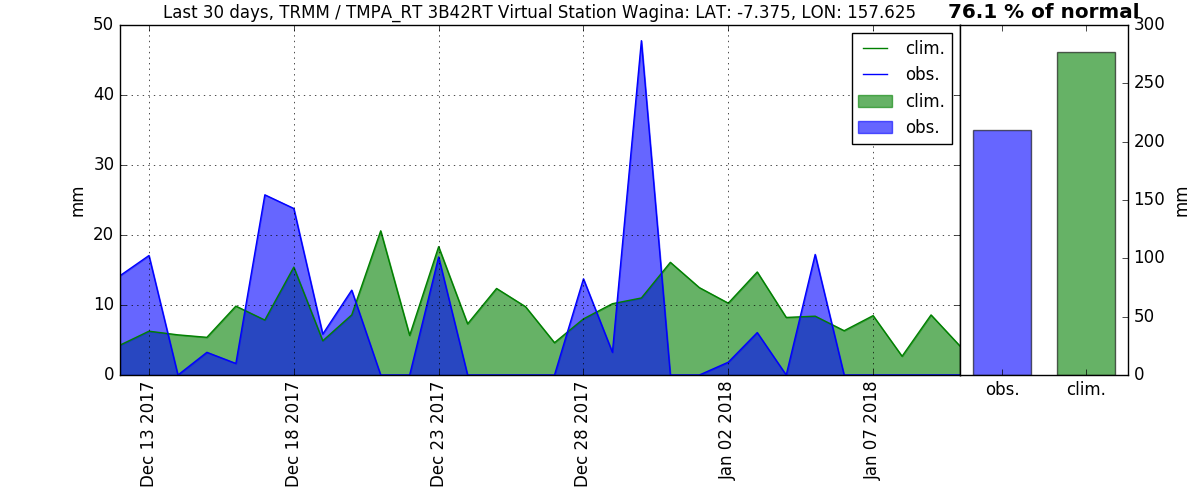 Last 30 days, TRMM / TMPA_RT 3B42RT Virtual Station Wagina: LAT: -7.375, LON: 157.625
76.1 % of normal
50
40
30
20
10
0
mm
clim.
obs.
clim.
obs.
300
250
200
150
100
50
0
mm
obs.
clim.
Dec 13 2017
Dec 18 2017
Dec 23 2017
Dec 28 2017
Jan 02 2018
Jan 07 2018